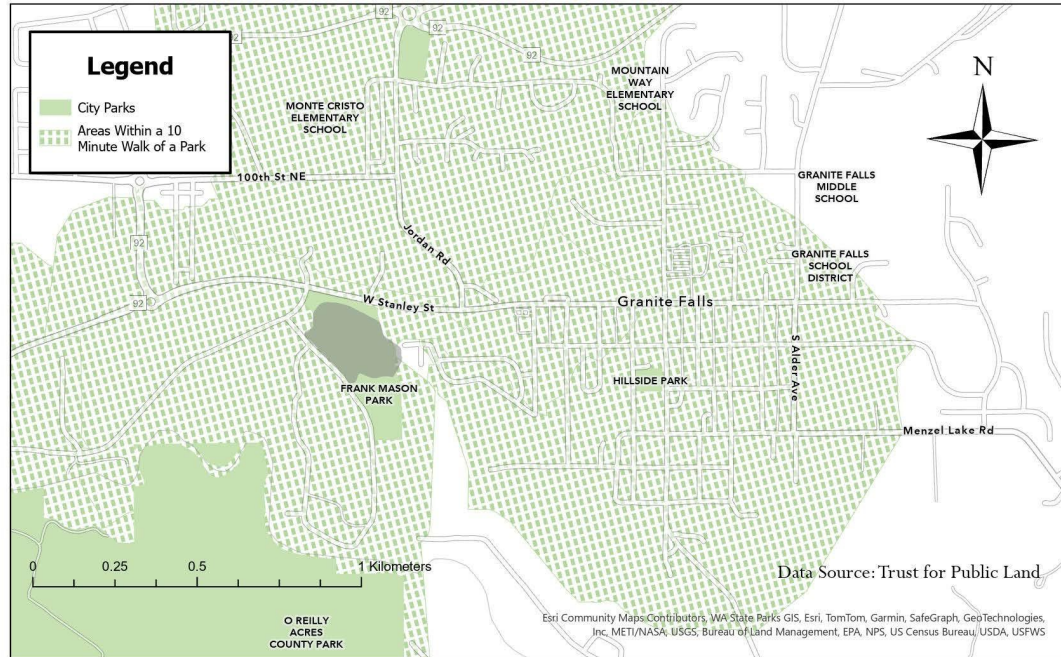 92
92
92
Legend
City Parks
Areas Within a 10
Minute Walk of a Park
N
MOUNTAIN
WAY
ELEMENTARY
SCHOOL
MONTE CRISTO
ELEMENTARY
SCHOOL
100th St NE
GRANITE FALLS
MIDDLE
SCHOOL
Jordan Rd
92
GRANITE FALLS
SCHOOL
DISTRICT
92
W Stanley St
Granite Falls
S Alder Ave
HILLSIDE PARK
FRANK MASON
PARK
Menzel Lake Rd
0 0.25 0.5 1 Kilometers
Data Source: Trust for Public Land
O REILLY
ACRES
COUNTY PARK
Esri Community Maps Contributors, WA State Parks GIS, Esri, TomTom, Garmin, SafeGraph, GeoTechnologies,
Inc, METI/NASA, USGS, Bureau of Land Management, EPA, NPS, US Census Bureau, USDA, USFWS